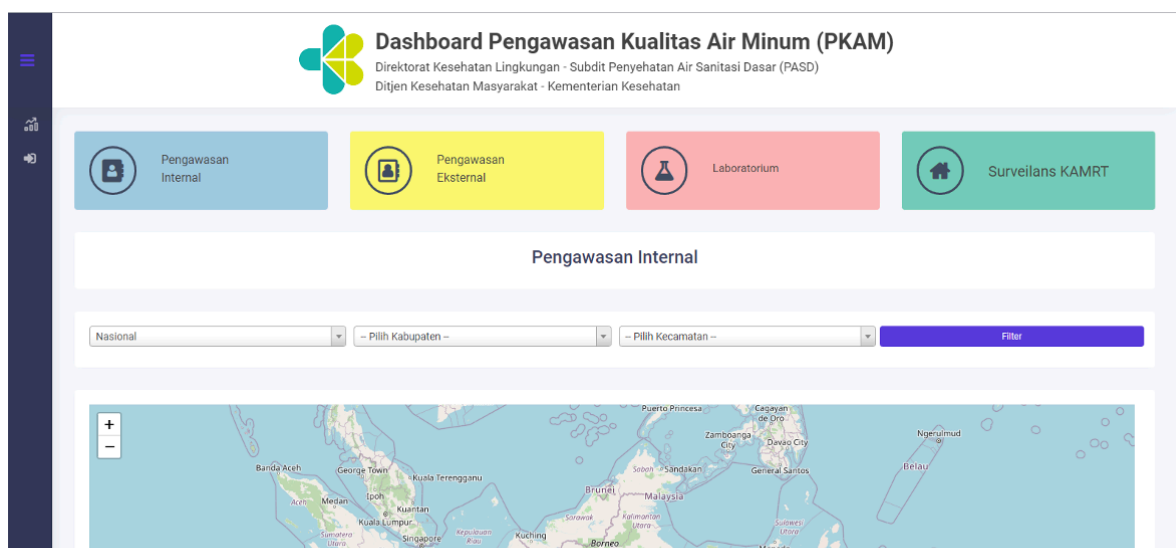 Dashboard Pengawasan Kualitas Air Minum (PKAM)
Direktorat Kesehatan Lingkungan - Subdit Penyehatan Air Sanitasi Dasar (PASD)
Ditjen Kesehatan Masyarakat - Kementerian Kesehatan
Pengawasan
Internal
Pengawasan
Eksternal
Laboratorium
Surveilans KAMRT
Pengawasan Internal
Nasional
-- Pilih Kabupaten --
-- Pilih Kecamatan --
Filter
+
−
Puerto Princesa
Cagayan
de Oro
Zamboanga
City
Davao City
Ngerulmud
Banda Aceh
George Town
Kuala Terengganu
Sabah
Sandakan
General Santos
Belau
Aceh
Medan
Ipoh
Kuantan
Brunei
Malaysia
Kuala Lumpur
Sarawak
Kalimantan
Utara
Sulawesi
Utara
Sumatera
Utara
Singapore
Kepulauan
Riau
Kuching
Borneo